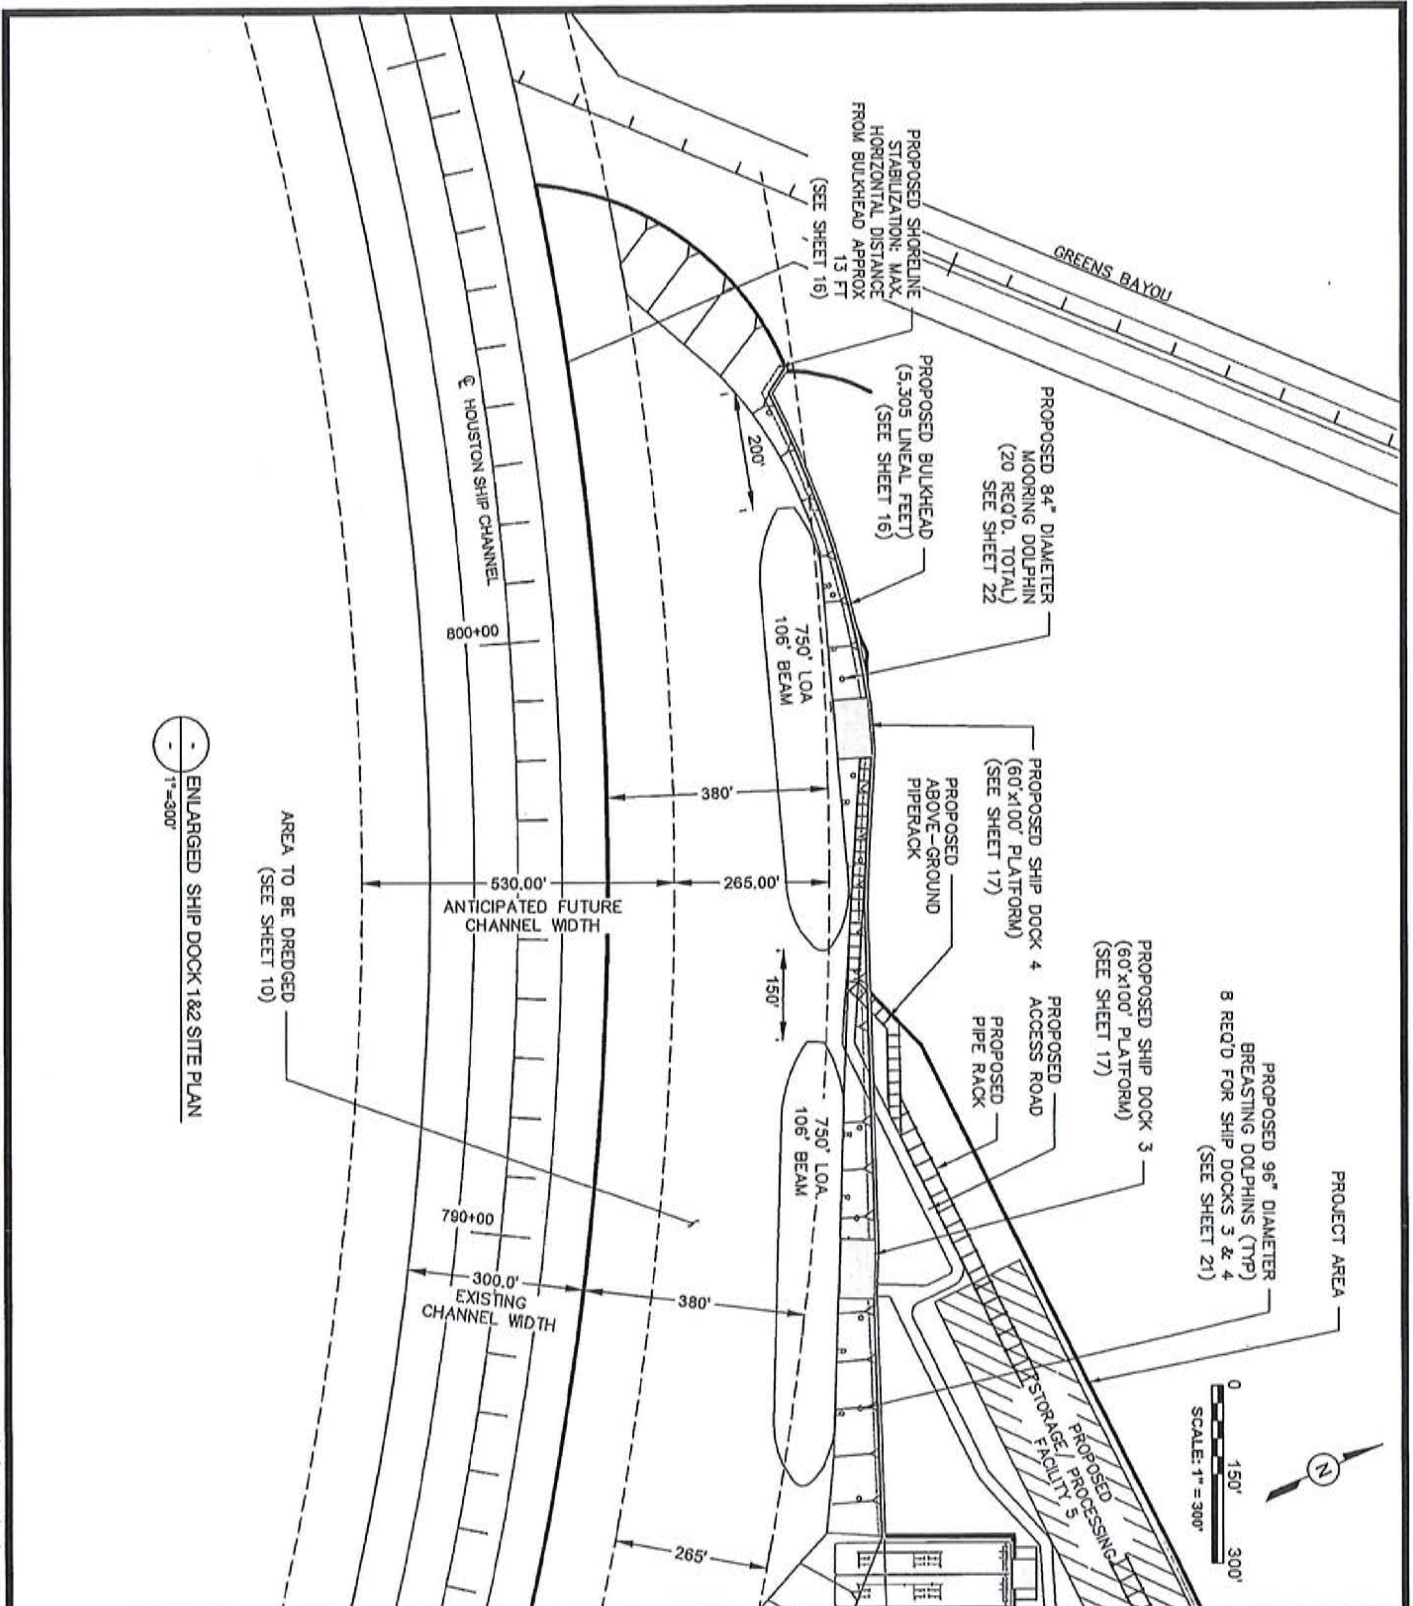 GREENS BAYOU
PROPOSED SHORELINE
STABILIZATION: MAX.
HORIZONTAL DISTANCE
FROM BULKHEAD APPROX
13 FT
(SEE SHEET 16)
PROPOSED BULKHEAD
(5,305 LINEAL FEET)
(SEE SHEET 16)
PROPOSED 84" DIAMETER
MOORING DOLPHIN
(20 REQ'D. TOTAL)
SEE SHEET 22
PROPOSED SHIP DOCK 4
(60'x100' PLATFORM)
(SEE SHEET 17)
PROPOSED
ABOVE-GROUND
PIPERACK
PROPOSED SHIP DOCK 3
(60'x100' PLATFORM)
(SEE SHEET 17)
PROPOSED
ACCESS ROAD
PROPOSED
PIPE RACK
PROPOSED 96" DIAMETER
BREASTING DOLPHINS (TYP)
8 REQ'D FOR SHIP DOCKS 3 & 4
(SEE SHEET 21)
PROJECT AREA
N
0 150' 300'
SCALE: 1" = 300'
PROPOSED
STORAGE/ PROCESSING
FACILITY 5
200'
750' LOA
106' BEAM
150'
750' LOA
106' BEAM
380'
265.00'
530.00'
ANTICIPATED FUTURE
CHANNEL WIDTH
380'
265'
300.0'
EXISTING
CHANNEL WIDTH
℄ HOUSTON SHIP CHANNEL
800+00
790+00
AREA TO BE DREDGED
(SEE SHEET 10)
-
-
ENLARGED SHIP DOCK 1&2 SITE PLAN
1"=300'